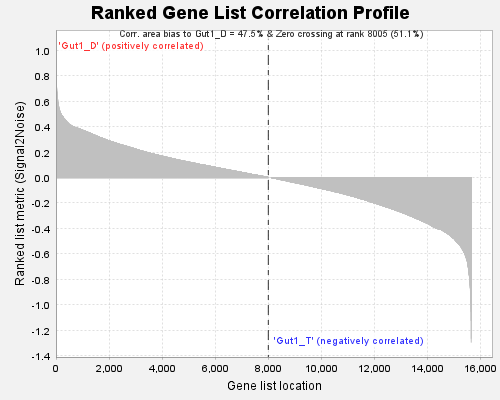 Ranked Gene List Correlation Profile
Corr. area bias to Gut1_D = 47.5% & Zero crossing at rank 8005 (51.1%)
'Gut1_D' (positively correlated)
1.0
0.8
0.6
0.4
0.2
0.0
-0.2
-0.4
-0.6
-0.8
-1.0
-1.2
-1.4
Ranked list metric (Signal2Noise)
'Gut1_T' (negatively correlated)
0 2,000 4,000 6,000 8,000 10,000 12,000 14,000 16,000
Gene list location